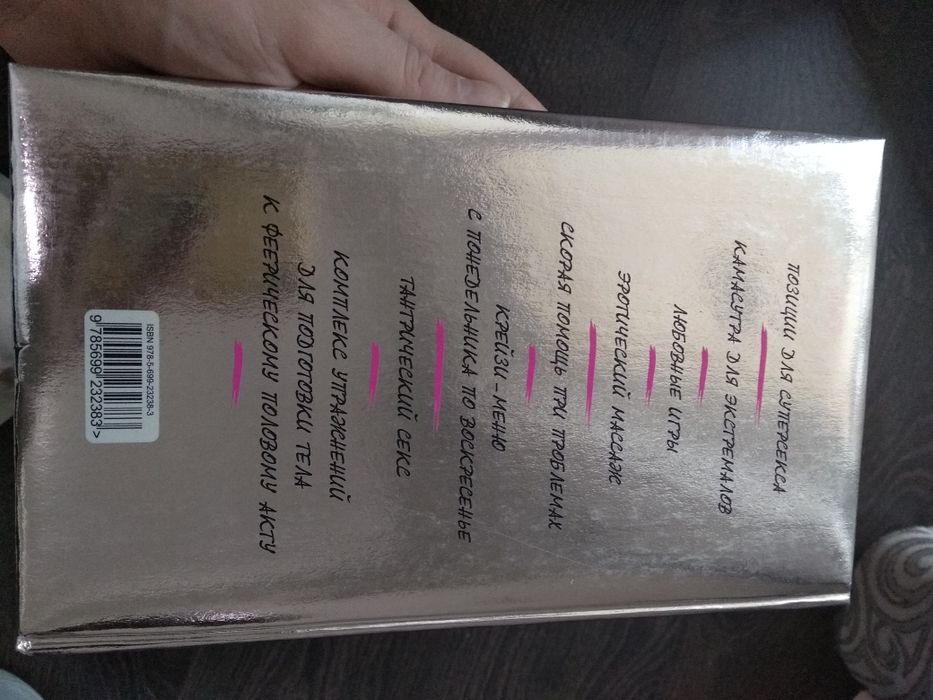 ПОЗИЦИИ ДЛЯ СУПЕРСЕКСА
КАМАСУТРА ДЛЯ ЭКСТРЕМАЛОВ
ЛЮБОВНЫЕ ИГРЫ
ЭРОТИЧЕСКИЙ МАССАЖ
СКОРАЯ ПОМОЩЬ ПРИ ПРОБЛЕМАХ
КРЕЙЗИ-МЕНЮ
С ПОНЕДЕЛЬНИКА ПО ВОСКРЕСЕНЬЕ
ТАНТРИЧЕСКИЙ СЕКС
КОМПЛЕКС УПРАЖНЕНИЙ
ДЛЯ ПОДГОТОВКИ ТЕЛА
К ФЕЕРИЧЕСКОМУ ПОЛОВОМУ АКТУ
ISBN 978-5-699-23238-3
9 785699 232383 >